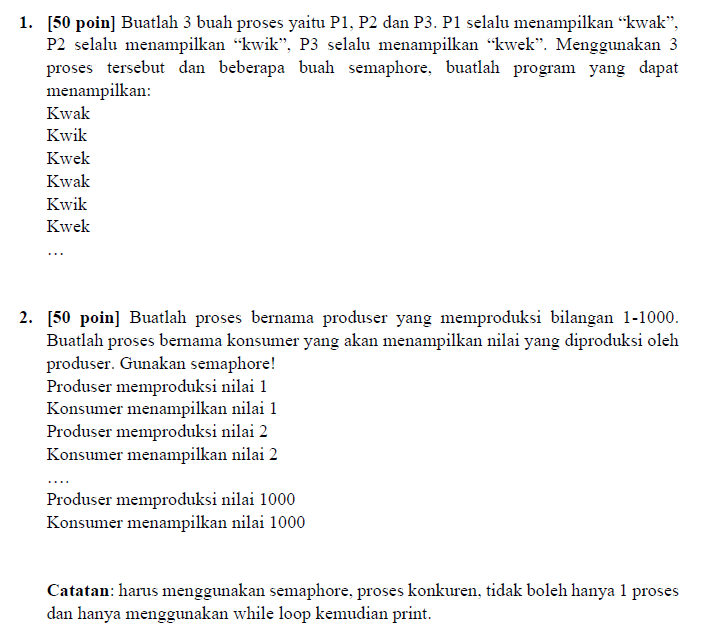 1. [50 poin] Buatlah 3 buah proses yaitu P1, P2 dan P3. P1 selalu menampilkan “kwak”,
P2 selalu menampilkan “kwik”, P3 selalu menampilkan “kwek”. Menggunakan 3
proses tersebut dan beberapa buah semaphore, buatlah program yang dapat
menampilkan:
Kwak
Kwik
Kwek
Kwak
Kwik
Kwek
…
2. [50 poin] Buatlah proses bernama produser yang memproduksi bilangan 1-1000.
Buatlah proses bernama konsumer yang akan menampilkan nilai yang diproduksi oleh
produser. Gunakan semaphore!
Produser memproduksi nilai 1
Konsumer menampilkan nilai 1
Produser memproduksi nilai 2
Konsumer menampilkan nilai 2
….
Produser memproduksi nilai 1000
Konsumer menampilkan nilai 1000
Catatan: harus menggunakan semaphore, proses konkuren, tidak boleh hanya 1 proses
dan hanya menggunakan while loop kemudian print.